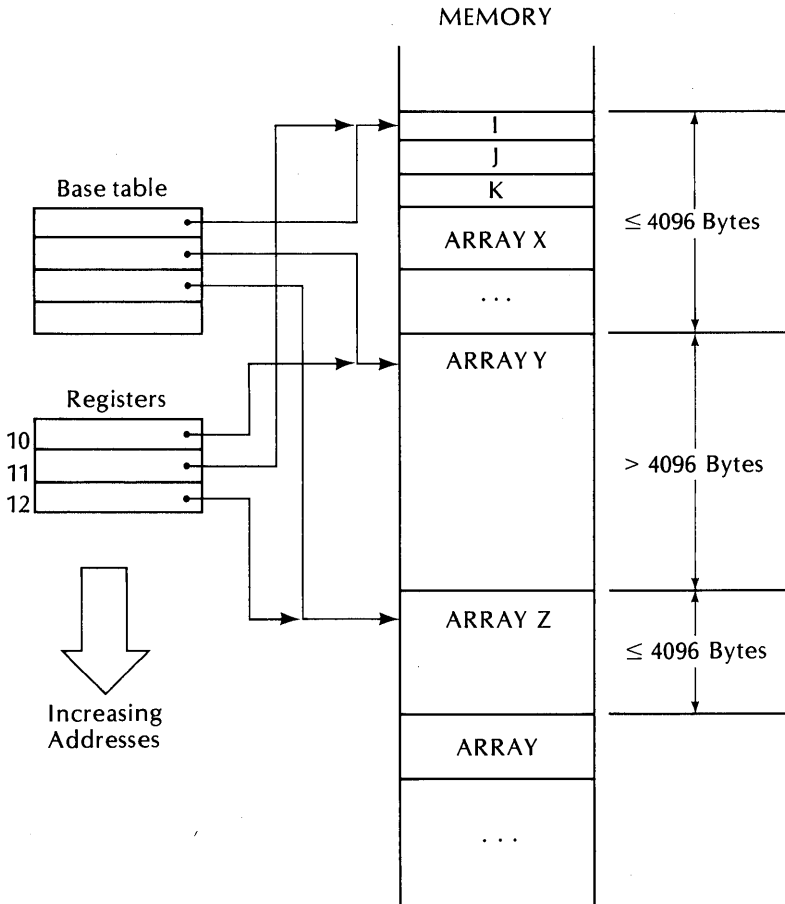 MEMORY
I
J
K
ARRAY X
. . .
ARRAY Y
ARRAY Z
ARRAY
. . .
≤ 4096 Bytes
> 4096 Bytes
≤ 4096 Bytes
Base table
Registers
10
11
12
Increasing
Addresses